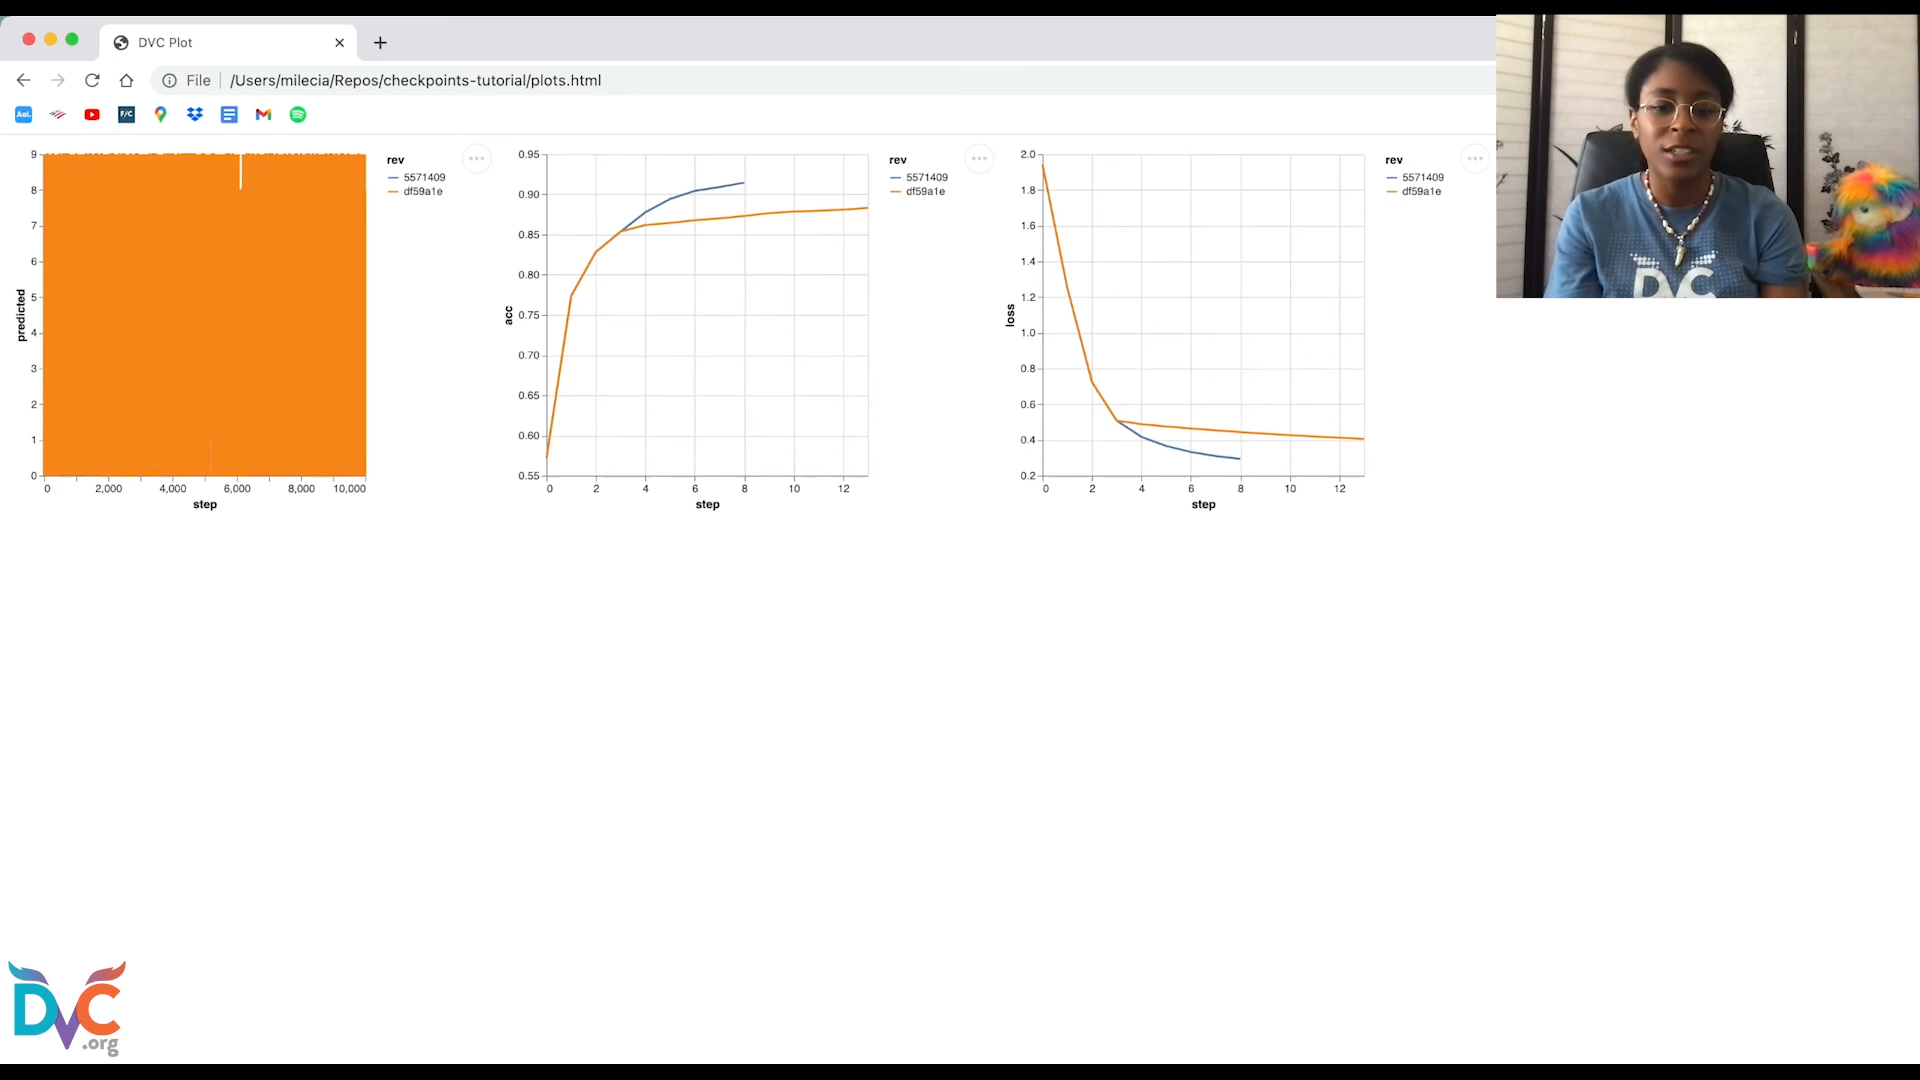 DVC Plot
File /Users/milecia/Repos/checkpoints-tutorial/plots.html
Aol.
F/C
9
8
7
6
5
4
3
2
1
0
predicted
0 2,000 4,000 6,000 8,000 10,000
step
rev
5571409
df59a1e
0.95
0.90
0.85
0.80
0.75
0.70
0.65
0.60
0.55
acc
0 2 4 6 8 10 12
step
rev
5571409
df59a1e
2.0
1.8
1.6
1.4
1.2
1.0
0.8
0.6
0.4
0.2
loss
0 2 4 6 8 10 12
step
rev
5571409
df59a1e
DVC
DVC
.org